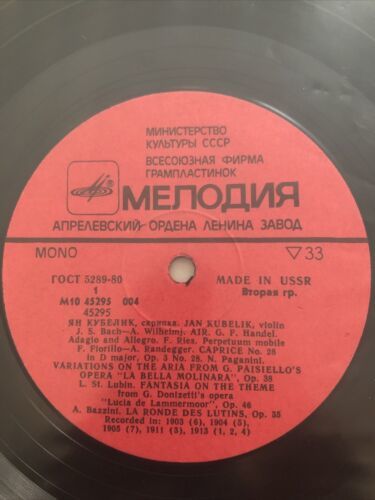 МИНИСТЕРСТВО
КУЛЬТУРЫ СССР
ВСЕСОЮЗНАЯ ФИРМА
ГРАМПЛАСТИНОК
МЕЛОДИЯ
АПРЕЛЕВСКИЙ ОРДЕНА ЛЕНИНА ЗАВОД
MONO ▽33
ГОСТ 5289-80 MADE IN USSR
1 Вторая гр.
М10 45295 004
45295
ЯН КУБЕЛИК, скрипка. JAN KUBELIK, violin
J. S. Bach—A. Wilhelmj. AIR. G. F. Handel.
Adagio and Allegro. F. Ries. Perpetuum mobile
F. Fiorillo— A. Randegger. CAPRICE No. 28
in D major, Op. 3 No. 28. N. Paganini.
VARIATIONS ON THE ARIA FROM G. PAISIELLO'S
OPERA "LA BELLA MOLINARA", Op. 38
L. St. Lubin. FANTASIA ON THE THEME
from G. Donizetti's opera
"Lucia de Lammermoor", Op. 46
A. Bazzini. LA RONDE DES LUTINS, Op. 35
Recorded in: 1903 (6), 1904 (3),
1905 (7), 1911 (5), 1913 (1, 2, 4)